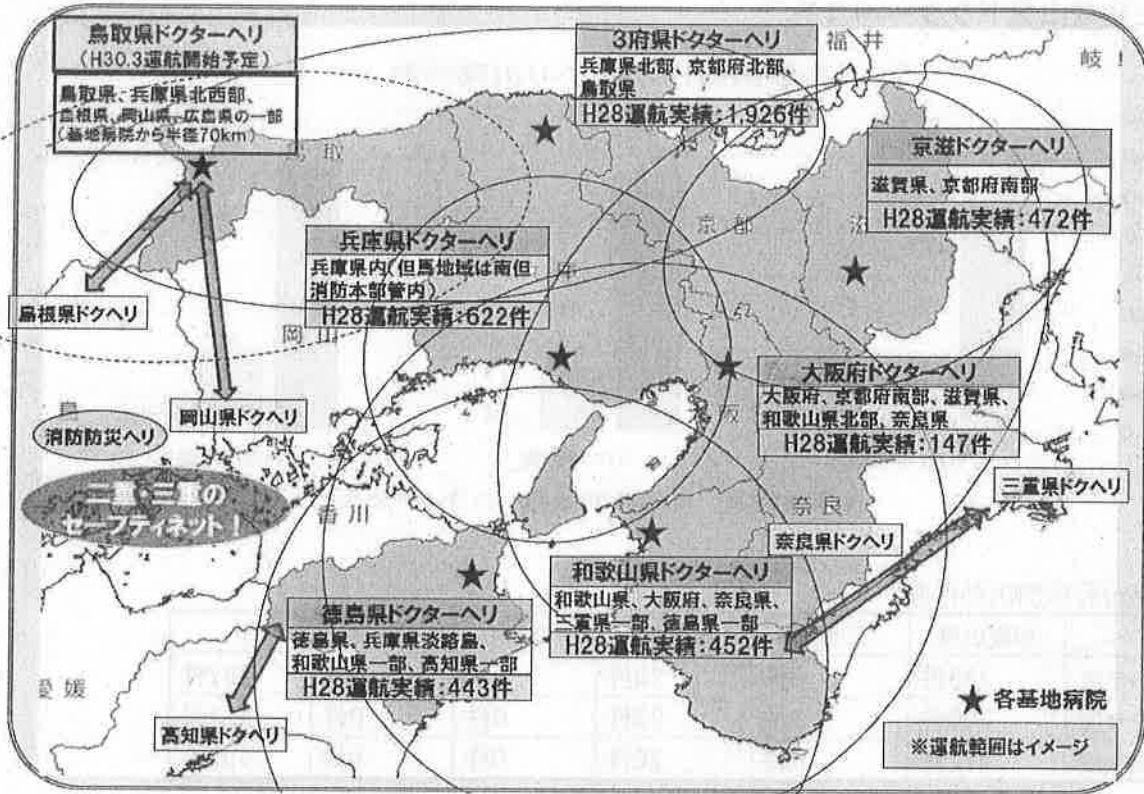 鳥取県ドクターヘリ
(H30.3運航開始予定)
鳥取県、兵庫県北西部、
島根県、岡山県、広島県の一部
(基地病院から半径70km)
3府県ドクターヘリ
兵庫県北部、京都府北部、
鳥取県
H28運航実績:1,926件
福井
岐
京滋ドクターヘリ
滋賀県、京都府南部
H28運航実績:472件
鳥取
京都
滋
兵庫県ドクターヘリ
兵庫県内(但馬地域は南但
消防本部管内)
H28運航実績:622件
庫
島根県ドクヘリ
岡山
大阪府ドクターヘリ
大阪府、京都府南部、滋賀県、
和歌山県北部、奈良県
H28運航実績:147件
阪
岡山県ドクヘリ
島
消防防災ヘリ
二重・三重の
セーフティネット!
香川
奈良
三重県ドクヘリ
奈良県ドクヘリ
和歌山県ドクターヘリ
和歌山県、大阪府、奈良県、
三重県一部、徳島県一部
H28運航実績:452件
徳島県ドクターヘリ
徳島県、兵庫県淡路島、
和歌山県一部、高知県一部
H28運航実績:443件
愛媛
高知県ドクヘリ
★各基地病院
※運航範囲はイメージ